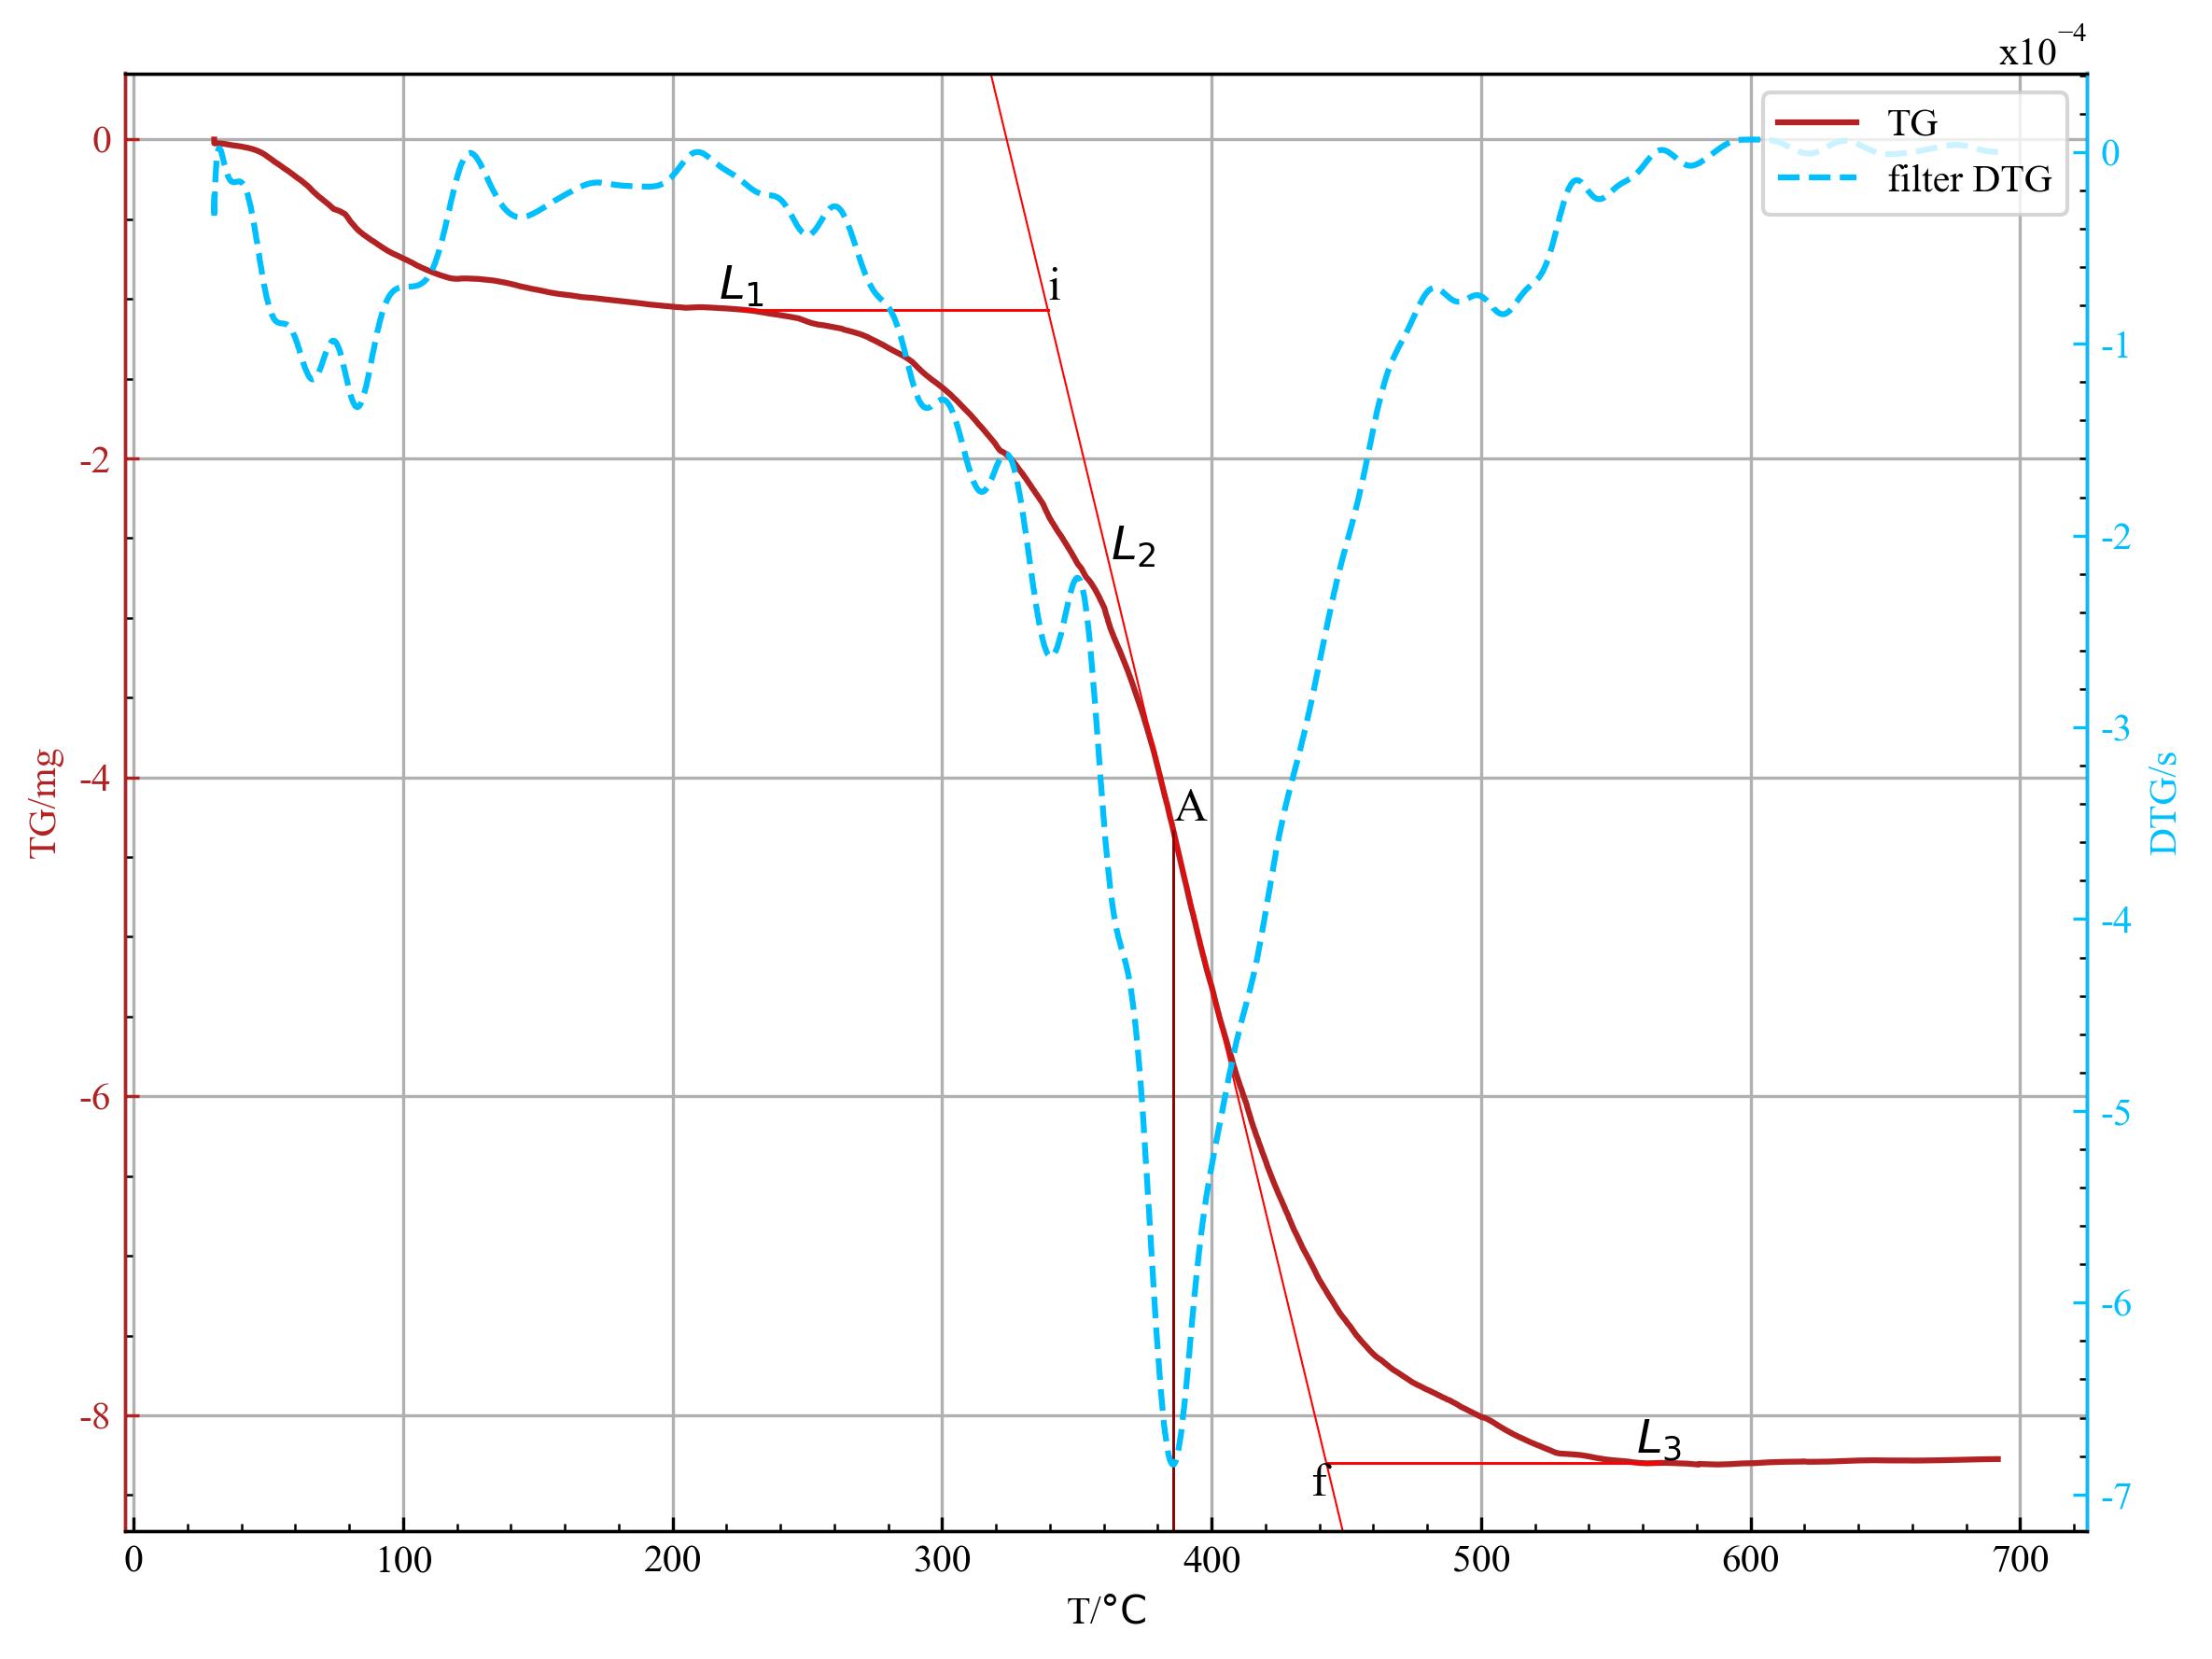 x10⁻⁴
TG
filter DTG
0
-2
-4
-6
-8
TG/mg
L₁
i
L₂
A
L₃
f
0
-1
-2
-3
-4
-5
-6
-7
DTG/s
0 100 200 300 400 500 600 700
T/°C